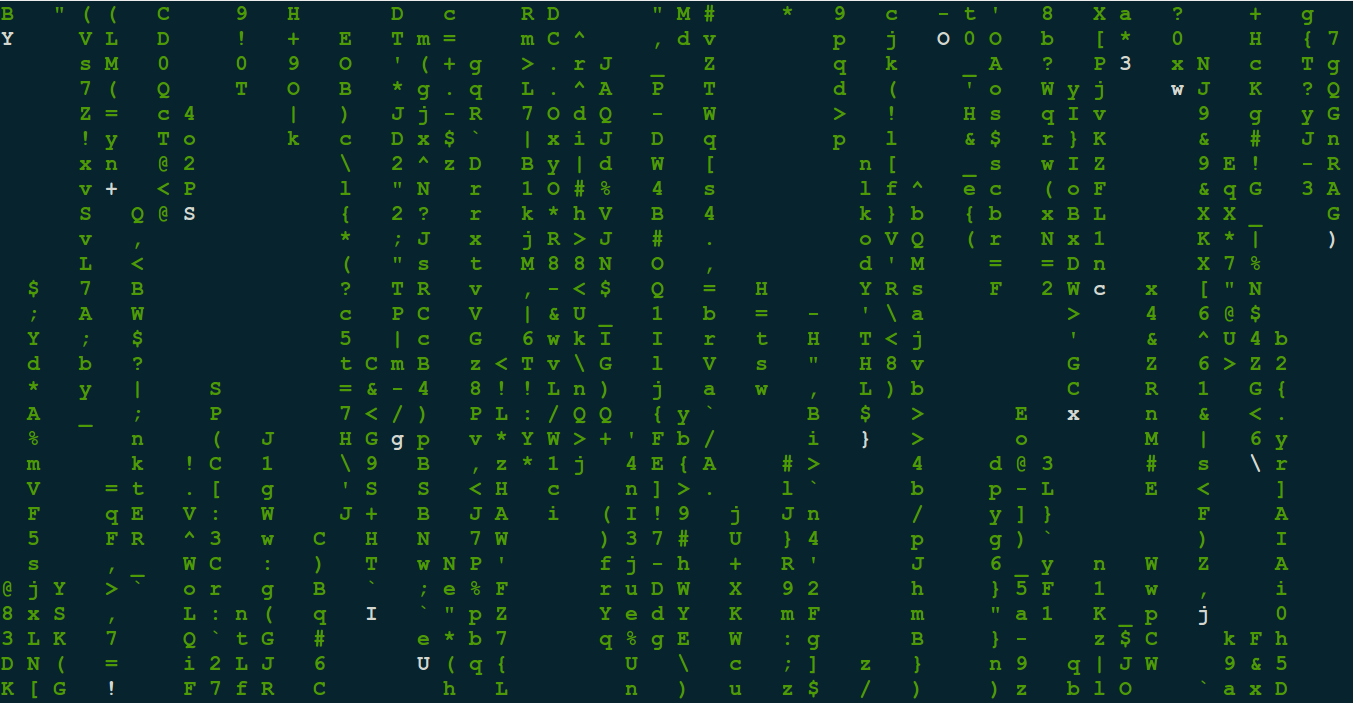 B " ( ( C 9 H D c R D " M # * 9 c - t ' 8 X a ? + g
Y V L D ! + E T m = m C ^ , d v p j O 0 O b [ * 0 H { 7
s M 0 0 9 O ' ( + g > . r J _ Z q k _ A ? P 3 x N c T g
7 ( Q T O B * g . q L . ^ A P T d ( ' o W y j w J K ? Q
Z = c 4 | ) J j - R 7 O d Q - W > ! H s q I v 9 g y G
! y T o k c D x $ ` | x i J D q p l & $ r } K & # J n
x n @ 2 \ 2 ^ z D B y | d W [ n [ _ s w I Z 9 E ! - R
v + < P l " N r 1 O # % 4 s l f ^ e c ( o F & q G 3 A
S Q @ S { 2 ? r k * h V B 4 k } b { b x B L X X _ G
v , * ; J x j R > J # . o V Q ( r N x 1 K * | )
L < ( " s t M 8 8 N O , d ' M = = D n X 7 %
$ 7 B ? T R v , - < $ Q = H Y R s F 2 W c x [ " N
; A W c P C V | & U _ 1 b = - ' \ a > 4 6 @ $
Y ; $ 5 | c G 6 w k I I r t H T < j ' & ^ U 4 b
d b ? t C m B z < T v \ G l V s " H 8 v G Z 6 > Z 2
* y | S = & - 4 8 ! ! L n ) j a w , L ) b C R 1 G {
A _ ; P 7 < / ) P L : / Q Q { y ` B $ > E x n & < .
% n ( J H G g p v * Y W > + ' F b / i } > o M | 6 y
m k ! C 1 \ 9 B , z * 1 j 4 E { A # > 4 d @ 3 # s \ r
V = t . [ g ' S S < H c n ] > . l ` b p - L E < ]
F q E V : W J + B J A i ( I ! 9 j J n / y ] } F A
5 F R ^ 3 w C H N 7 W ) 3 7 # U } 4 p g ) ` ) I
s , _ W C : ) T w N P ' f j - h + R ' J 6 _ y n W Z A
@ j Y > ` o r g B ` ; e % F r u D W X 9 2 h } 5 F 1 w , i
8 x S , L : n ( q I ` " p Z Y e d Y K m F m " a 1 K _ p j 0
3 L K 7 Q ` t G # e * b 7 q % g E W : g B } - z $ C k F h
D N ( = i 2 L J 6 U ( q { U \ c ; ] z } n 9 q | J W 9 & 5
K [ G ! F 7 f R C h L n ) u z $ / ) ) z b l O ` a x D